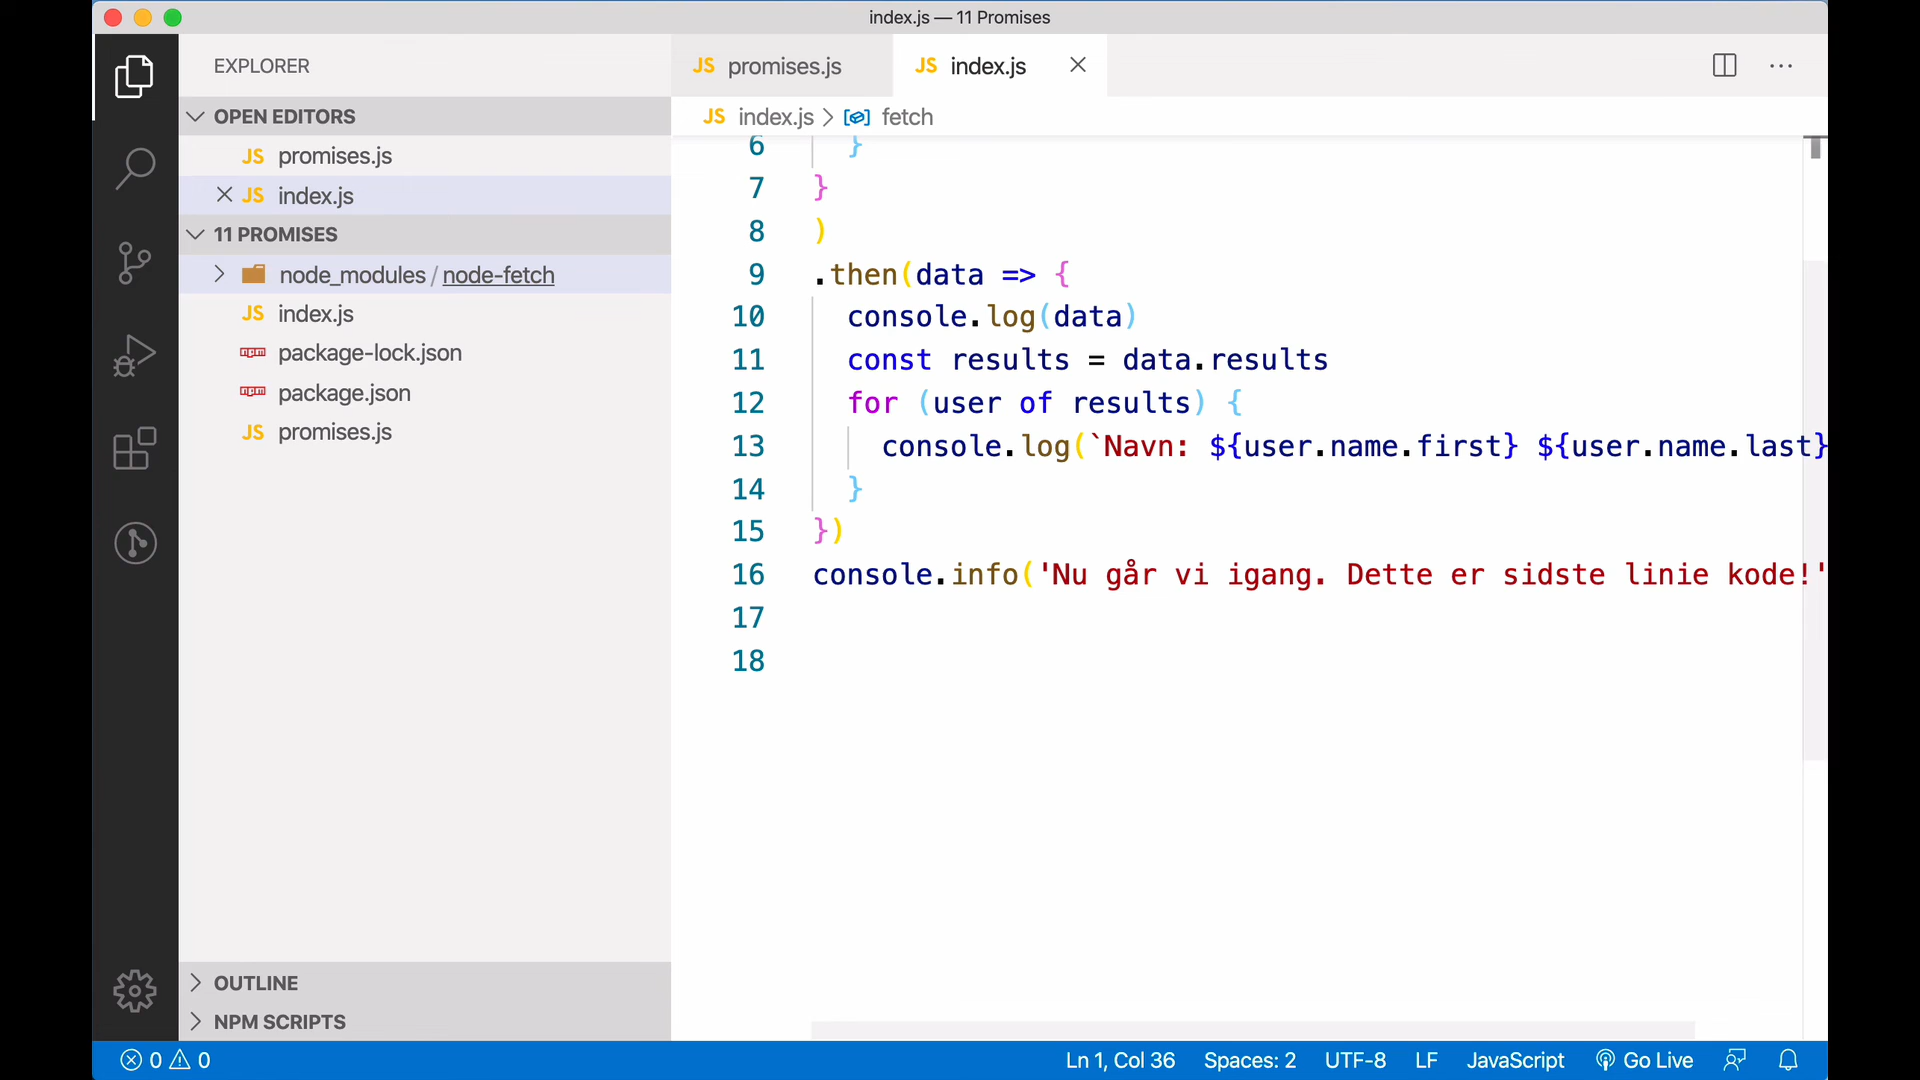 index.js — 11 Promises
EXPLORER
OPEN EDITORS
JS promises.js
JS index.js
11 PROMISES
node_modules / node-fetch
JS index.js
package-lock.json
package.json
JS promises.js
OUTLINE
NPM SCRIPTS
JS promises.js
JS index.js
JS index.js > fetch
6 }
7 }
8 )
9 .then(data => {
10 console.log(data)
11 const results = data.results
12 for (user of results) {
13 console.log(`Navn: ${user.name.first} ${user.name.last}
14 }
15 })
16 console.info('Nu går vi igang. Dette er sidste linie kode!'
17
18
0 0
Ln 1, Col 36 Spaces: 2 UTF-8 LF JavaScript Go Live